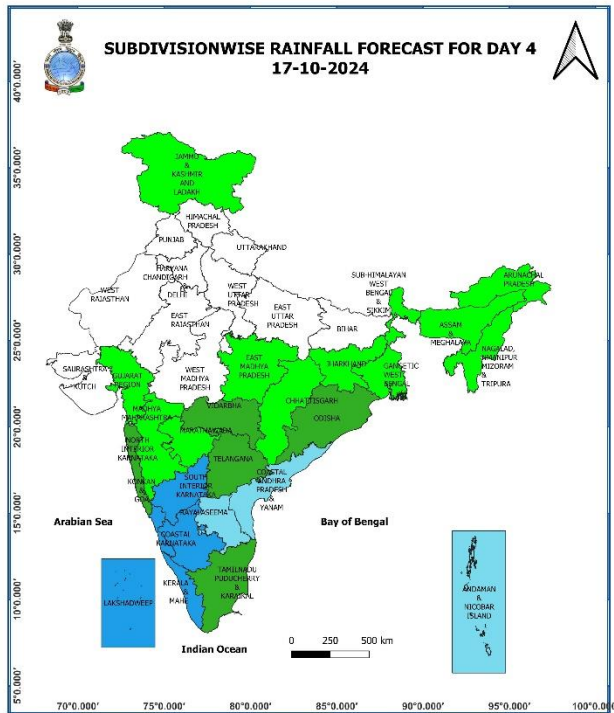 SUBDIVISIONWISE RAINFALL FORECAST FOR DAY 4
17-10-2024
40°0.000'
35°0.000'
30°0.000'
25°0.000'
20°0.000'
15°0.000'
10°0.000'
5°0.000'
JAMMU
&
KASHMIR
AND
LADAKH
HIMACHAL
PRADESH
PUNJAB
UTTARAKHAND
HARYANA
CHANDIGARH
&
DELHI
WEST
RAJASTHAN
WEST
UTTAR
PRADESH
EAST
RAJASTHAN
EAST
UTTAR
PRADESH
BIHAR
SUB-HIMALAYAN
WEST
BENGAL
&
SIKKIM
ARUNACHAL
PRADESH
ASSAM
&
MEGHALAYA
NAGALAD,
MANIPUR
MIZORAM
&
TRIPURA
SAURASHTRA
&
KUTCH
GUJARAT
REGION
WEST
MADHYA
PRADESH
EAST
MADHYA
PRADESH
JHARKHAND
GANGETIC
WEST
BENGAL
CHHATTISGARH
ODISHA
VIDARBHA
MADHYA
MAHARASHTRA
MARATHWADA
NORTH
INTERIOR
KARNATAKA
TELANGANA
KONKAN
&
GOA
SOUTH
INTERIOR
KARNATAKA
COASTAL
ANDHRA
PRADESH
&
YANAM
RAYALASEEMA
COASTAL
KARNATAKA
Arabian Sea
Bay of Bengal
TAMILNADU
PUDUCHERRY
&
KARAIKAL
KERALA
&
MAHE
LAKSHADWEEP
ANDAMAN
&
NICOBAR
ISLAND
Indian Ocean
0 250 500 km
70°0.000' 75°0.000' 80°0.000' 85°0.000' 90°0.000' 95°0.000' 100°0.000'